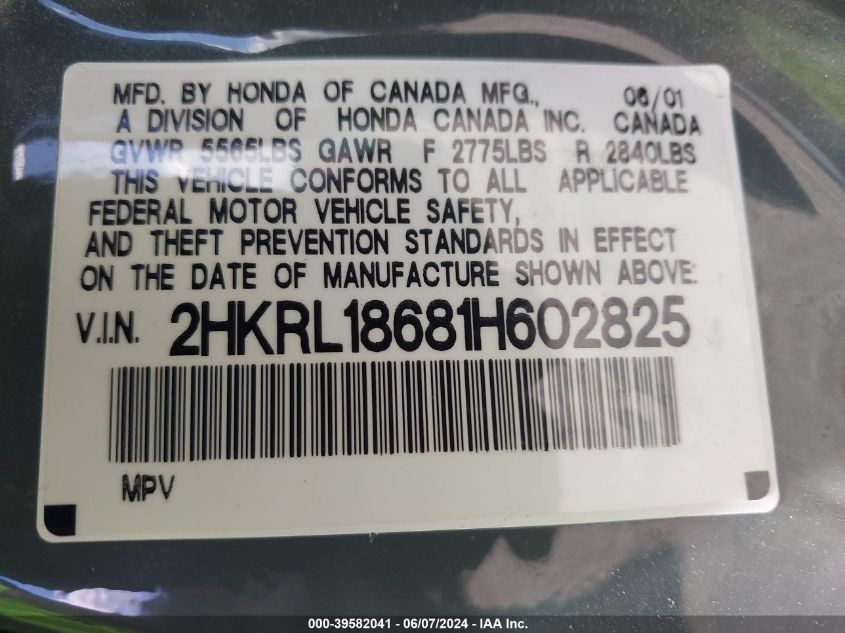 MFD. BY HONDA OF CANADA MFG., 06/01
A DIVISION OF HONDA CANADA INC. CANADA
GVWR 5565LBS GAWR F 2775LBS R 2840LBS
THIS VEHICLE CONFORMS TO ALL APPLICABLE
FEDERAL MOTOR VEHICLE SAFETY,
AND THEFT PREVENTION STANDARDS IN EFFECT
ON THE DATE OF MANUFACTURE SHOWN ABOVE:
V.I.N. 2HKRL18681H602825
MPV
000-39582041 - 06/07/2024 - IAAI.COM